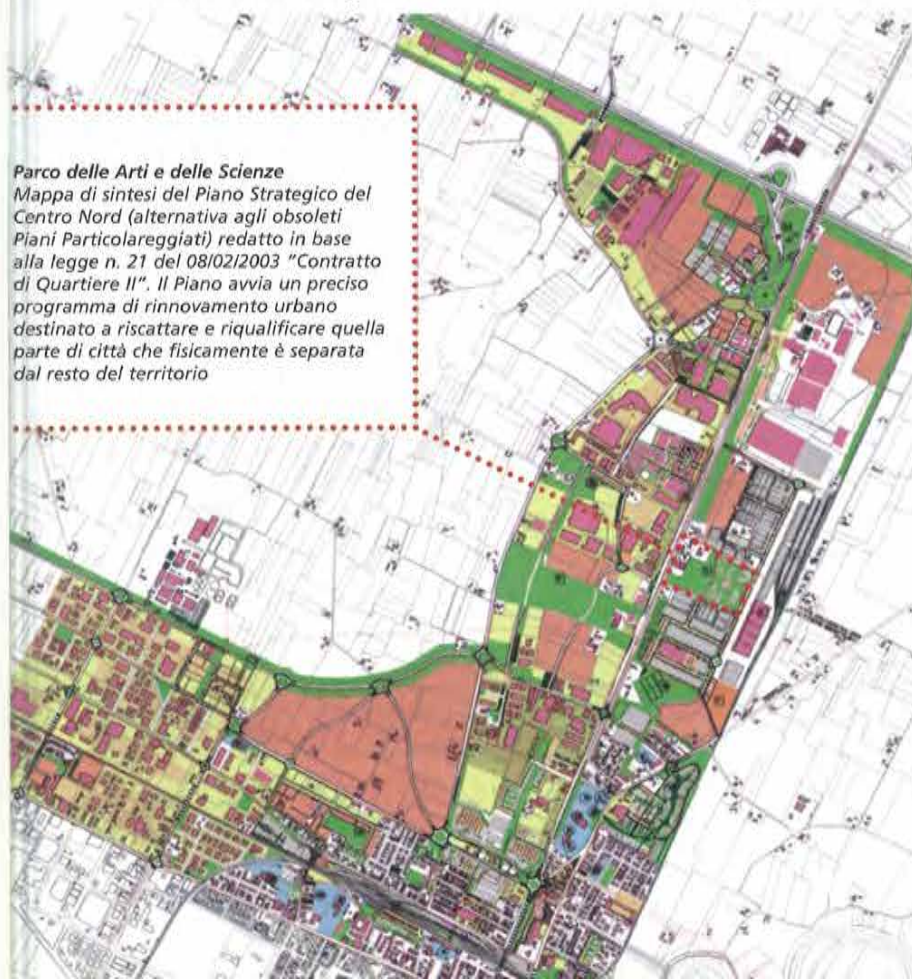 Parco delle Arti e delle Scienze
Mappa di sintesi del Piano Strategico del
Centro Nord (alternativa agli obsoleti
Piani Particolareggiati) redatto in base
alla legge n. 21 del 08/02/2003 "Contratto
di Quartiere II". Il Piano avvia un preciso
programma di rinnovamento urbano
destinato a riscattare e riqualificare quella
parte di città che fisicamente è separata
dal resto del territorio